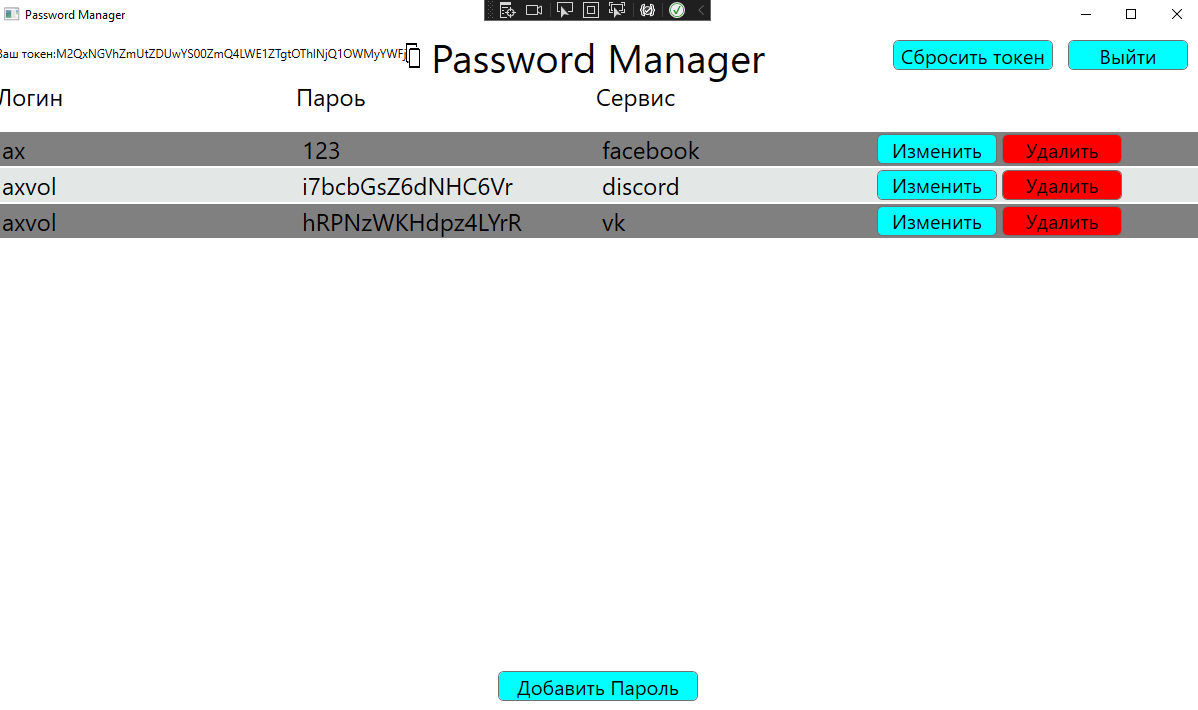 Password Manager
Ваш токен:M2QxNGVhZmUtZDUwYS00ZmQ4LWE1ZTgtOThlNjQ1OWMyYWFj
Password Manager
Сбросить токен
Выйти
Логин Пароь Сервис
ax 123 facebook Изменить Удалить
axvol i7bcbGsZ6dNHC6Vr discord Изменить Удалить
axvol hRPNzWKHdpz4LYrR vk Изменить Удалить
Добавить Пароль